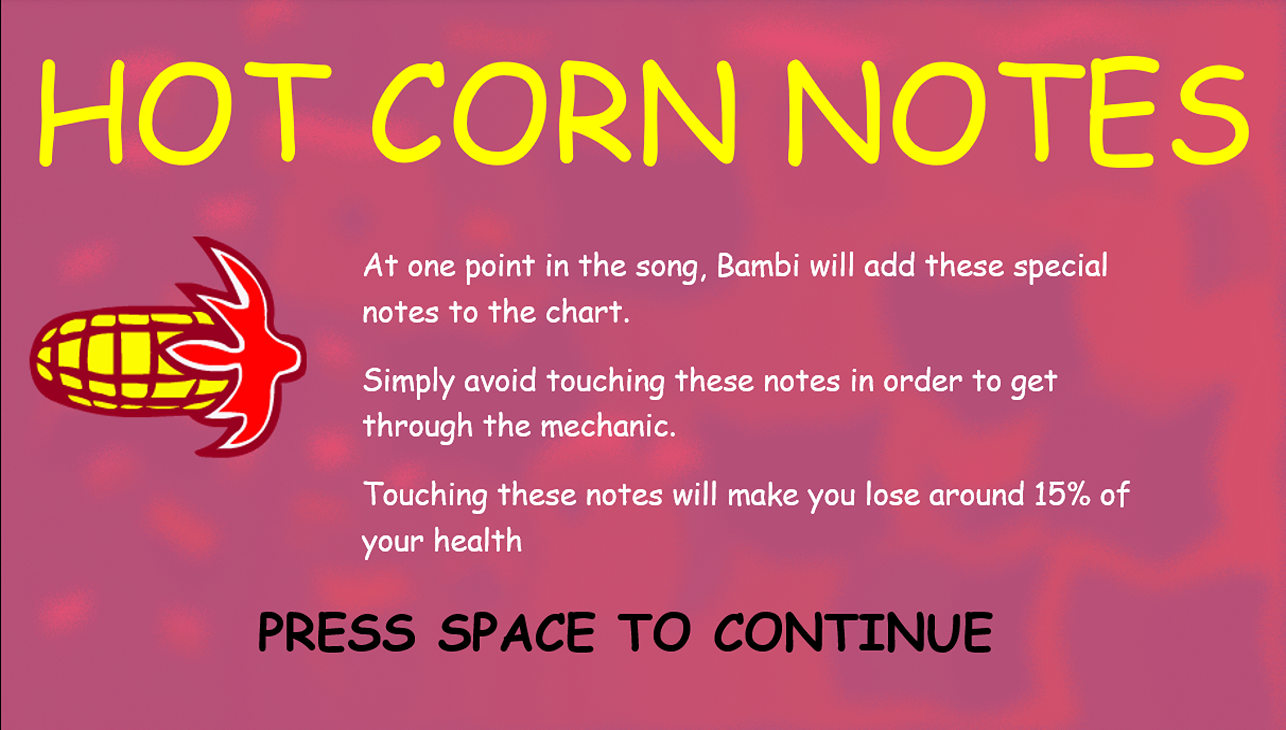 HOT CORN NOTES
At one point in the song, Bambi will add these special
notes to the chart.
Simply avoid touching these notes in order to get
through the mechanic.
Touching these notes will make you lose around 15% of
your health
PRESS SPACE TO CONTINUE